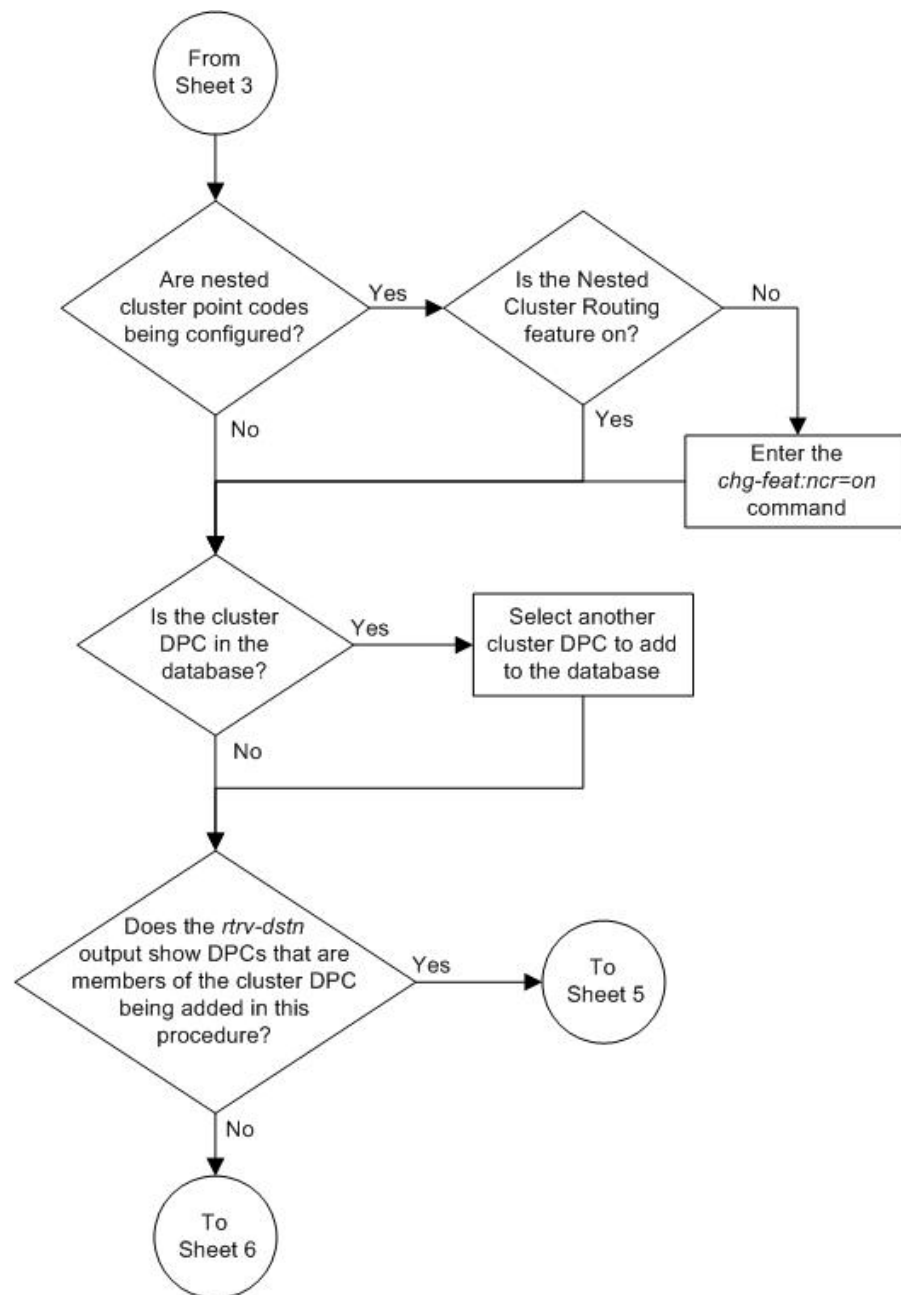 From
Sheet 3
Are nested
cluster point codes
being configured?
Yes
Is the Nested
Cluster Routing
feature on?
No
No
Yes
Enter the
chg-feat:ncr=on
command
Is the cluster
DPC in the
database?
Yes
Select another
cluster DPC to add
to the database
No
Does the rtrv-dstn
output show DPCs that are
members of the cluster DPC
being added in this
procedure?
Yes
To
Sheet 5
No
To
Sheet 6